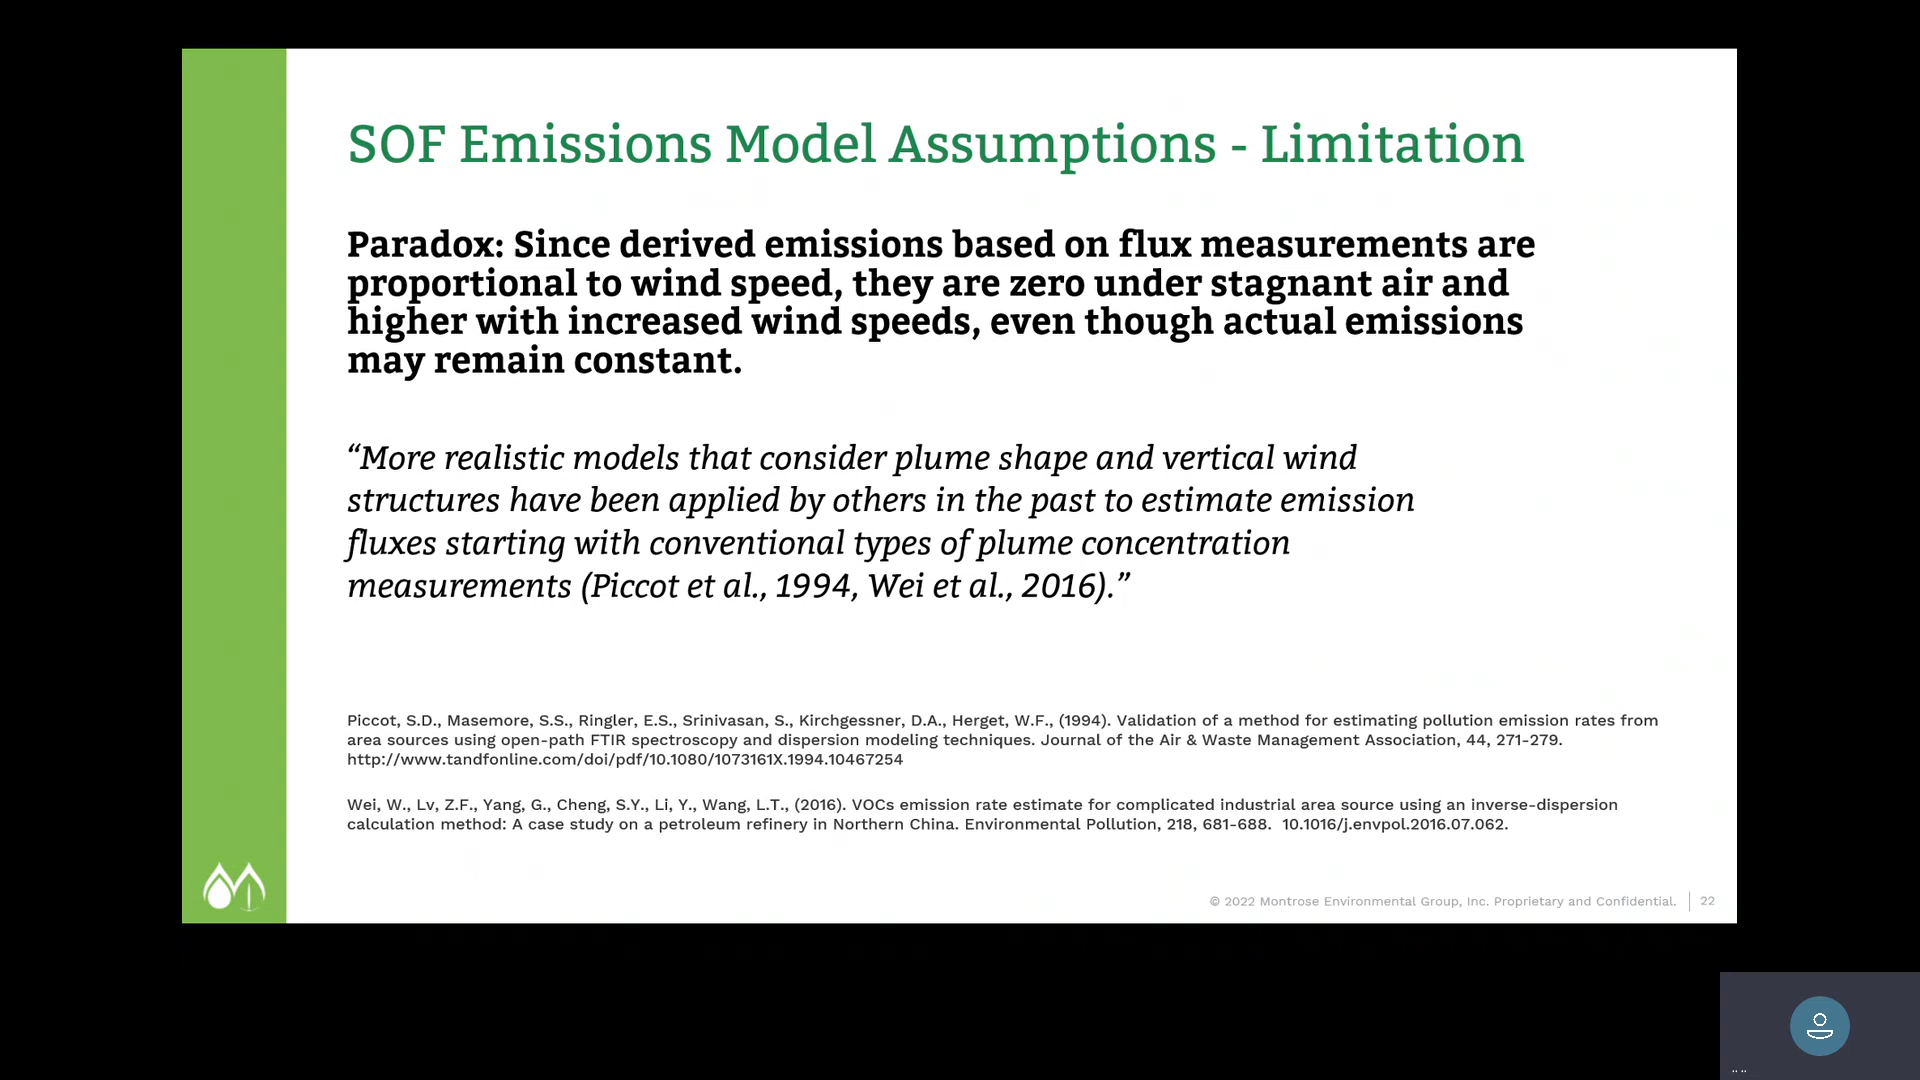 SOF Emissions Model Assumptions - Limitation
Paradox: Since derived emissions based on flux measurements are
proportional to wind speed, they are zero under stagnant air and
higher with increased wind speeds, even though actual emissions
may remain constant.
“More realistic models that consider plume shape and vertical wind
structures have been applied by others in the past to estimate emission
fluxes starting with conventional types of plume concentration
measurements (Piccot et al., 1994, Wei et al., 2016).”
Piccot, S.D., Masemore, S.S., Ringler, E.S., Srinivasan, S., Kirchgessner, D.A., Herget, W.F., (1994). Validation of a method for estimating pollution emission rates from
area sources using open-path FTIR spectroscopy and dispersion modeling techniques. Journal of the Air & Waste Management Association, 44, 271-279.
http://www.tandfonline.com/doi/pdf/10.1080/1073161X.1994.10467254
Wei, W., Lv, Z.F., Yang, G., Cheng, S.Y., Li, Y., Wang, L.T., (2016). VOCs emission rate estimate for complicated industrial area source using an inverse-dispersion
calculation method: A case study on a petroleum refinery in Northern China. Environmental Pollution, 218, 681-688. 10.1016/j.envpol.2016.07.062.
© 2022 Montrose Environmental Group, Inc. Proprietary and Confidential. 22